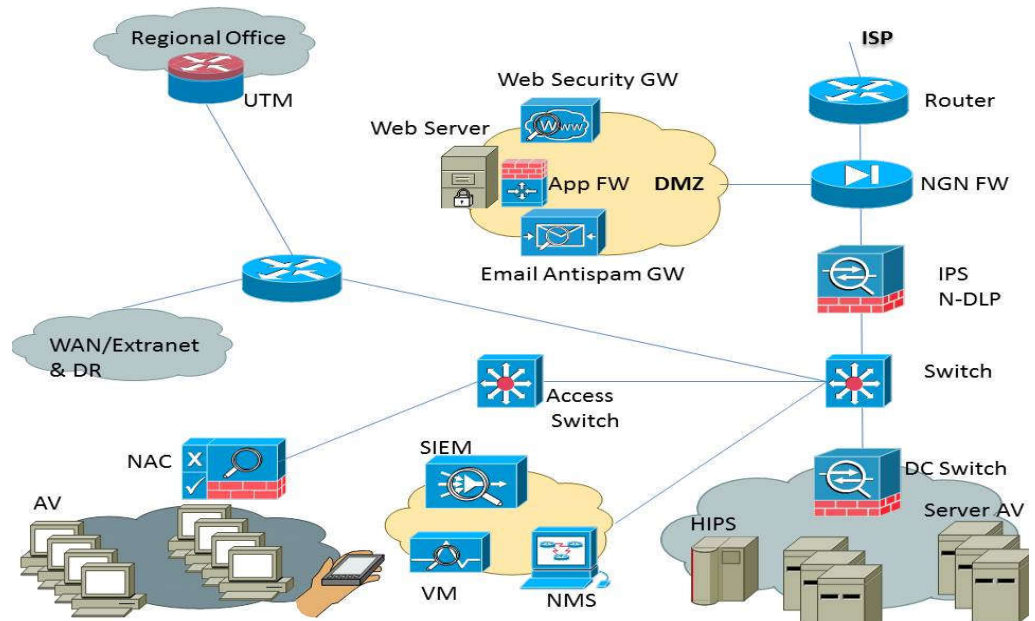 Regional Office
UTM
ISP
Web Security GW
Router
Web Server
WWW
App FW
DMZ
NGN FW
Email Antispam GW
IPS
N-DLP
WAN/Extranet
& DR
Access
Switch
Switch
NAC
X
SIEM
DC Switch
AV
HIPS
Server AV
VM
NMS